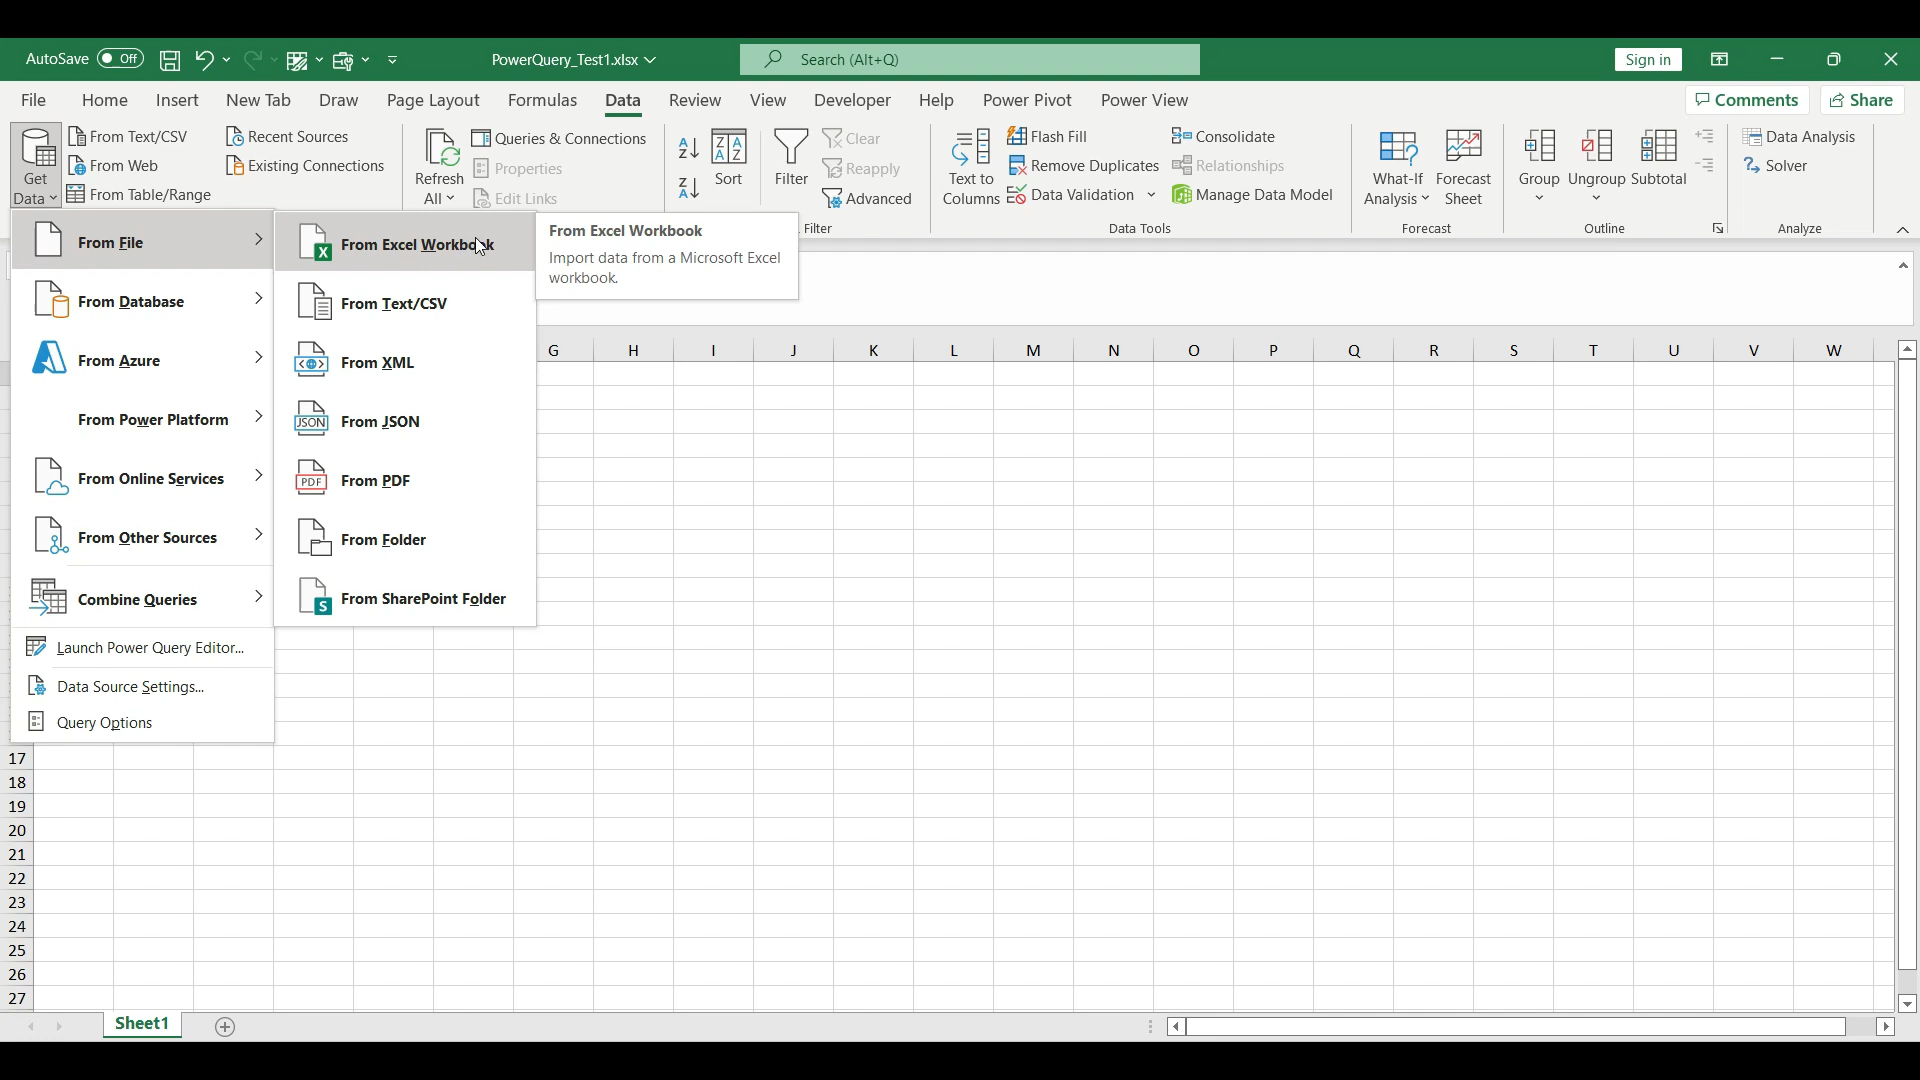 AutoSave Off PowerQuery_Test1.xlsx Search (Alt+Q) Sign in
File Home Insert New Tab Draw Page Layout Formulas Data Review View Developer Help Power Pivot Power View Comments Share
Get Data
From Text/CSV
From Web
From Table/Range
Recent Sources
Existing Connections
Refresh All
Queries & Connections
Properties
Edit Links
Sort
Filter
Clear
Reapply
Advanced
Text to Columns
Flash Fill
Remove Duplicates
Data Validation
Consolidate
Relationships
Manage Data Model
What-If Analysis
Forecast Sheet
Group
Ungroup
Subtotal
Data Analysis
Solver
Filter
Data Tools
Forecast
Outline
Analyze
From File
From Database
From Azure
From Power Platform
From Online Services
From Other Sources
Combine Queries
Launch Power Query Editor...
Data Source Settings...
Query Options
From Excel Workbook
From Text/CSV
From XML
From JSON
From PDF
From Folder
From SharePoint Folder
From Excel Workbook
Import data from a Microsoft Excel
workbook.
G H I J K L M N O P Q R S T U V W
17
18
19
20
21
22
23
24
25
26
27
Sheet1